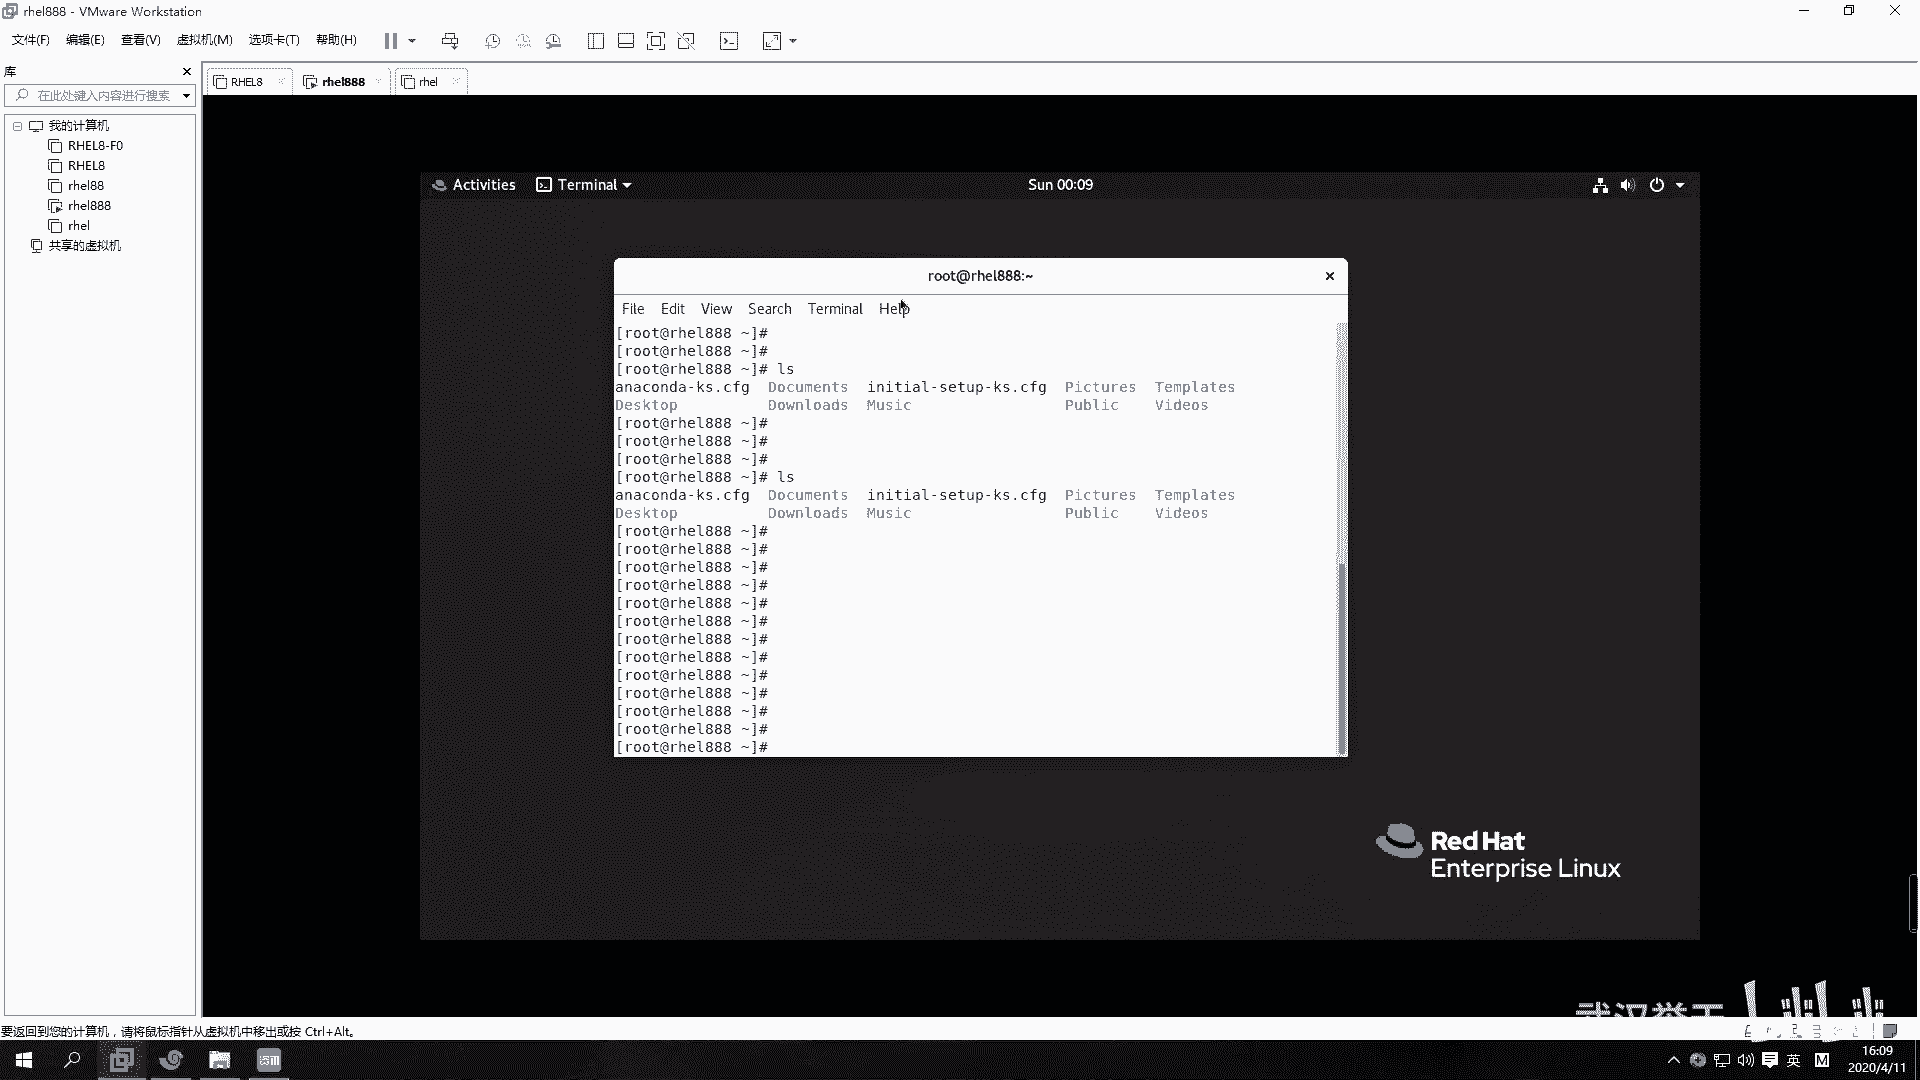 rhel888 - VMware Workstation
文件(F) 编辑(E) 查看(V) 虚拟机(M) 选项卡(T) 帮助(H)
库
在此处键入内容进行搜索
我的计算机
RHEL8-F0
RHEL8
rhel88
rhel888
rhel
共享的虚拟机
RHEL8 rhel888 rhel
Activities Terminal Sun 00:09
root@rhel888:~
File Edit View Search Terminal Help
[root@rhel888 ~]#
[root@rhel888 ~]#
[root@rhel888 ~]# ls
anaconda-ks.cfg Documents initial-setup-ks.cfg Pictures Templates
Desktop Downloads Music Public Videos
[root@rhel888 ~]#
[root@rhel888 ~]#
[root@rhel888 ~]#
[root@rhel888 ~]# ls
anaconda-ks.cfg Documents initial-setup-ks.cfg Pictures Templates
Desktop Downloads Music Public Videos
[root@rhel888 ~]#
[root@rhel888 ~]#
[root@rhel888 ~]#
[root@rhel888 ~]#
[root@rhel888 ~]#
[root@rhel888 ~]#
[root@rhel888 ~]#
[root@rhel888 ~]#
[root@rhel888 ~]#
[root@rhel888 ~]#
[root@rhel888 ~]#
[root@rhel888 ~]#
[root@rhel888 ~]#
Red Hat
Enterprise Linux
要返回到您的计算机，请将鼠标指针从虚拟机中移出或按 Ctrl+Alt。
英 M
16:09
2020/4/11